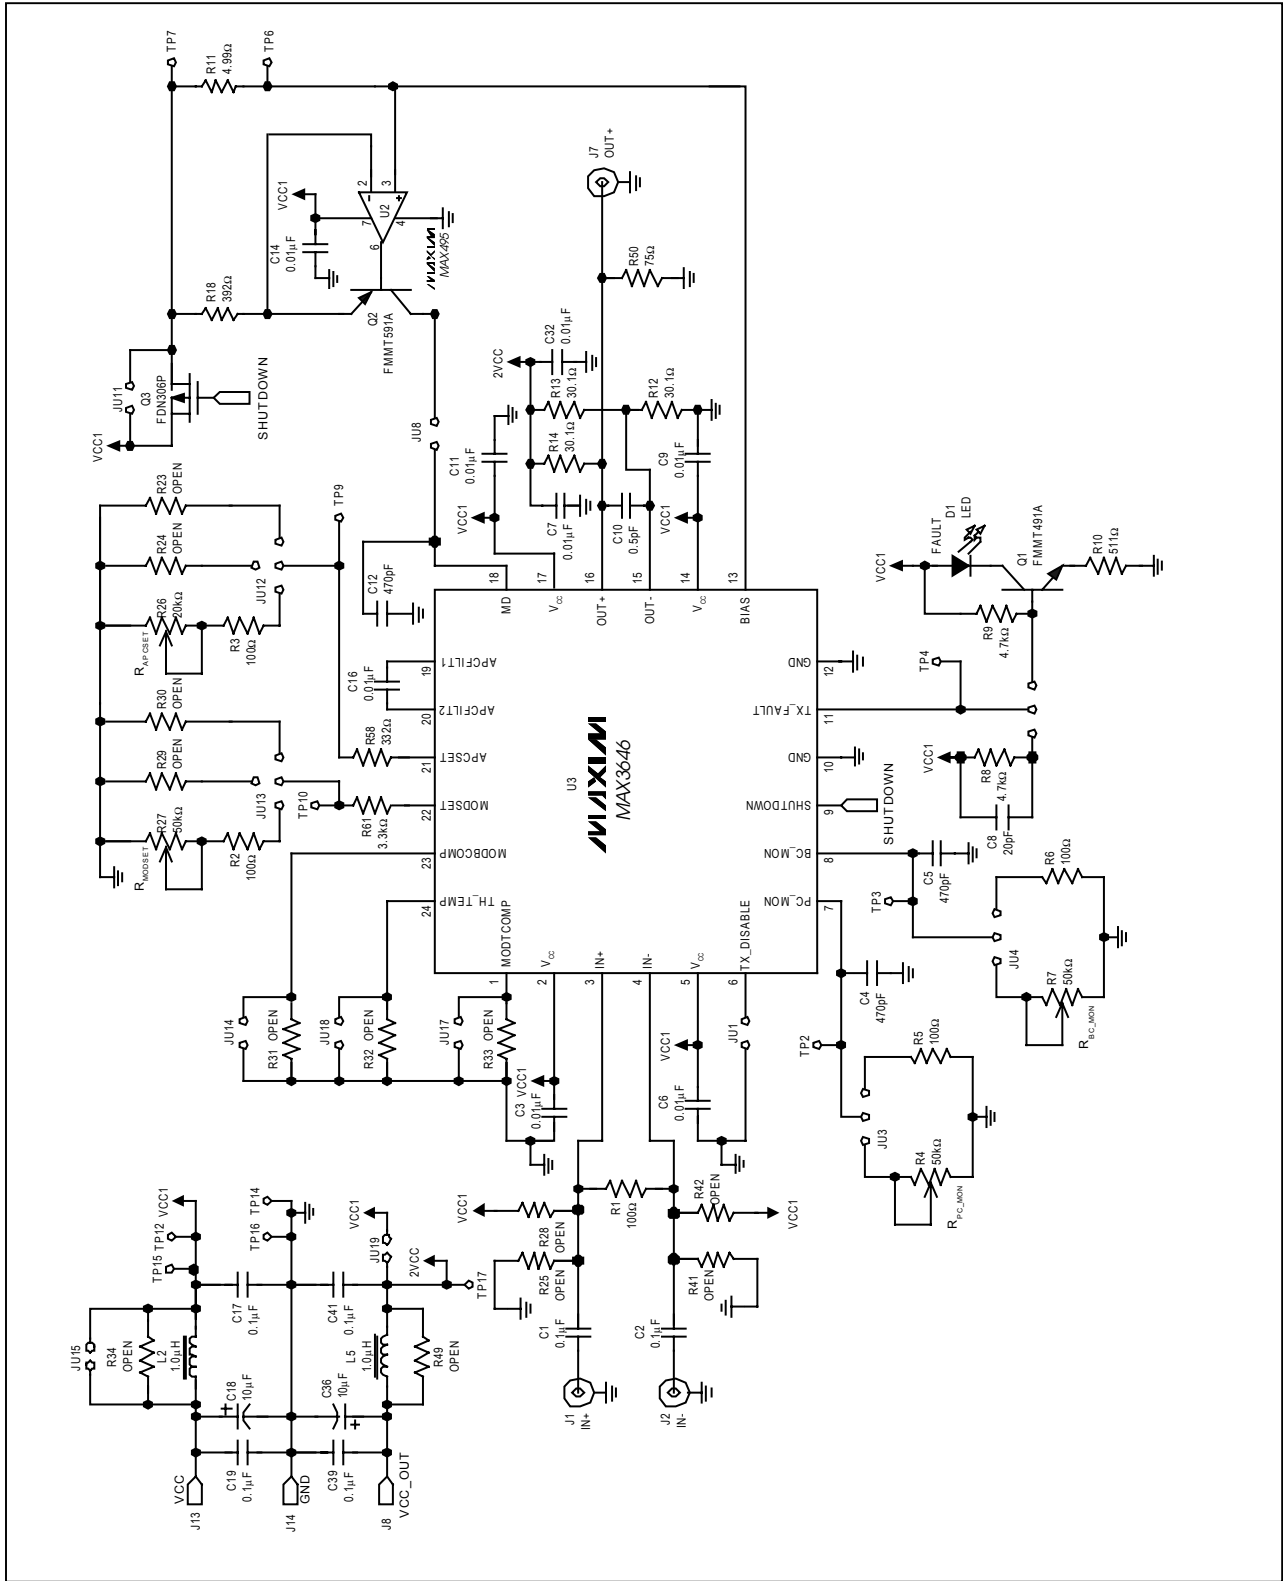 TP7
R11
4.99Ω
TP6
J7
OUT+
VCC1
2
3
7
U2
4
6
C14
0.01µF
MAXIM
MAX495
R18
392Ω
Q2
FMMT591A
R50
75Ω
JU11
Q3
FDN306P
VCC1
SHUTDOWN
JU8
2VCC
C32
0.01µF
R13
30.1Ω
R12
30.1Ω
R14
30.1Ω
C11
0.01µF
C9
0.01µF
VCC1
C7
0.01µF
C10
0.5pF
VCC1
R23
OPEN
R24
OPEN
R26
20kΩ
RAPCSET
R3
100Ω
JU12
TP9
R30
OPEN
R29
OPEN
R27
50kΩ
RMODSET
R2
100Ω
JU13
TP10
C12
470pF
C16
0.01µF
R58
332Ω
R61
3.3kΩ
18
MD
17
VCC
16
OUT+
15
OUT-
14
VCC
13
BIAS
19
APCFILT1
20
APCFILT2
21
APCSET
22
MODSET
23
MODBCOMP
24
TH_TEMP
U3
MAXIM
MAX3646
GND
12
TX_FAULT
11
GND
10
SHUTDOWN
9
BC_MON
8
PC_MON
7
MODTCOMP
1
VCC
2
IN+
3
IN-
4
VCC
5
TX_DISABLE
6
VCC1
FAULT
D1
LED
Q1
FMMT491A
R10
511Ω
R9
4.7kΩ
TP4
VCC1
R8
4.7kΩ
C8
20pF
SHUTDOWN
C5
470pF
TP3
R6
100Ω
JU4
R7
50kΩ
RBC_MON
C4
470pF
TP2
R5
100Ω
JU3
R4
50kΩ
RPC_MON
JU14
R31 OPEN
JU18
R32 OPEN
JU17
R33 OPEN
VCC1
C3
0.01µF
VCC1
C6
0.01µF
JU1
VCC1
R28
OPEN
R25
OPEN
R1
100Ω
R42
OPEN
VCC1
R41
OPEN
C1
0.1µF
C2
0.1µF
J1
IN+
J2
IN-
VCC1
TP12
TP15
TP14
TP16
VCC1
JU19
2VCC
TP17
C17
0.1µF
C41
0.1µF
JU15
R34
OPEN
L2
1.0µH
L5
1.0µH
R49
OPEN
C18
10µF
+
C36
10µF
+
C19
0.1µF
C39
0.1µF
VCC
J13
GND
J14
VCC_OUT
J8